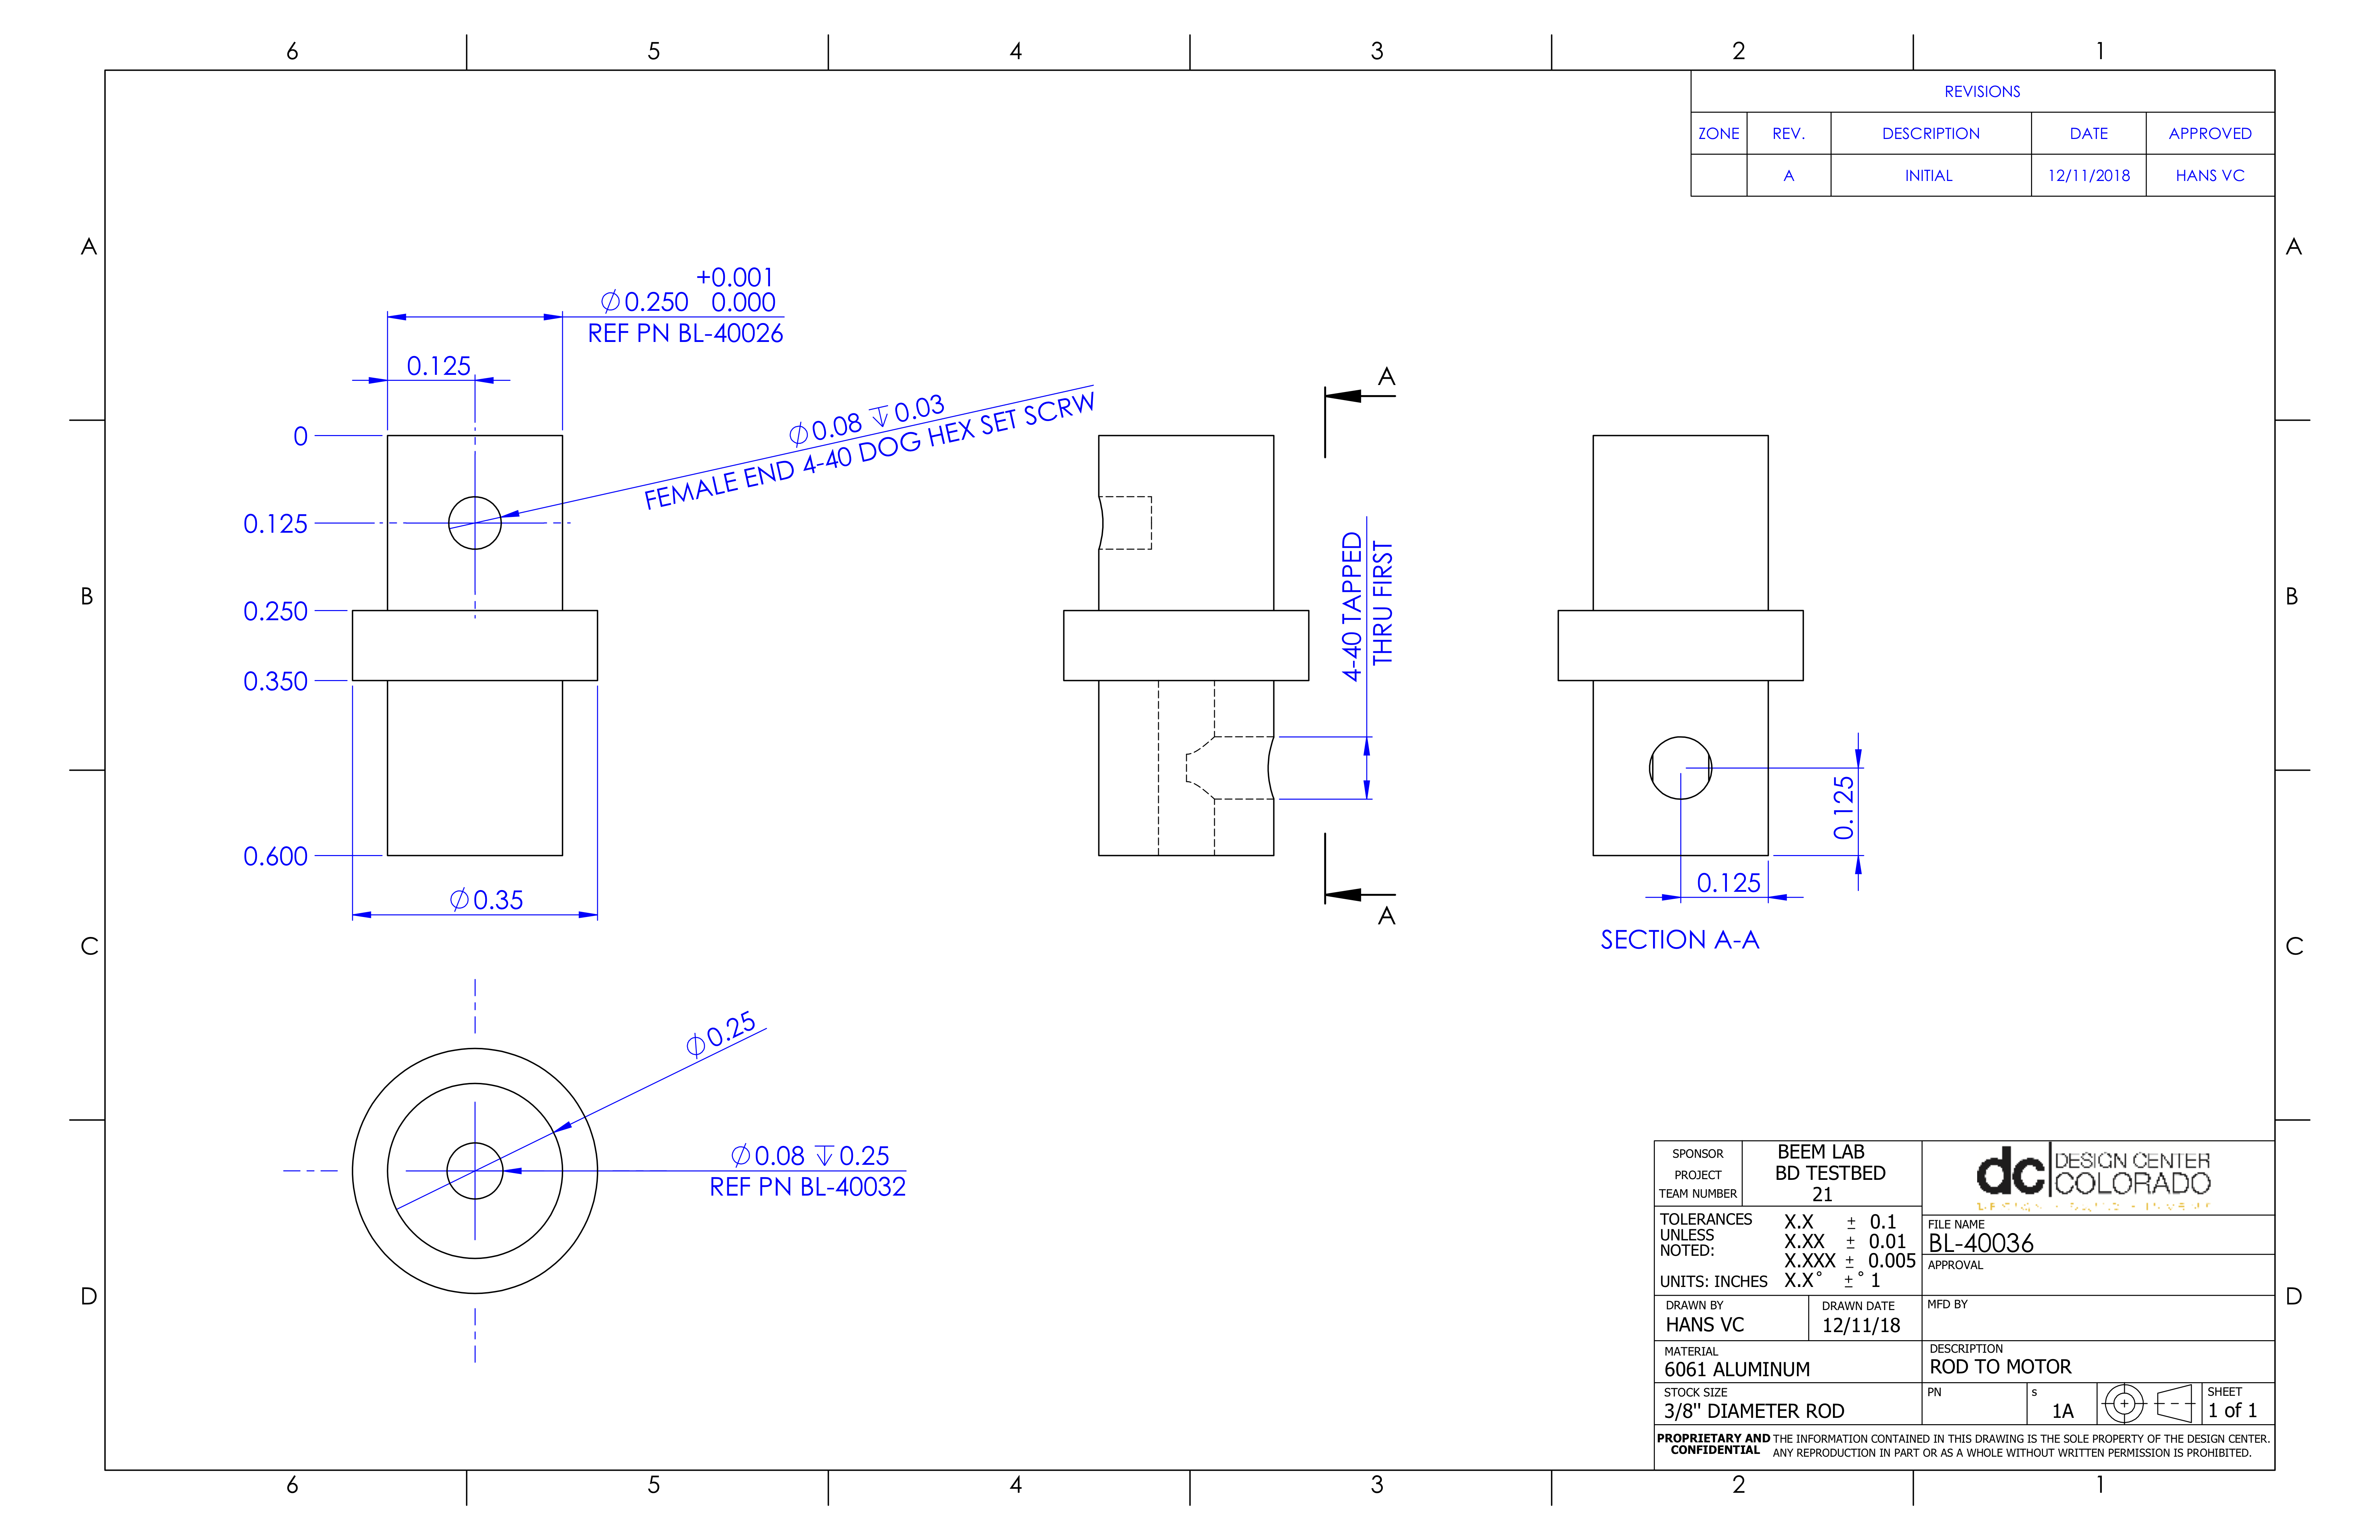 6 5 4 3 2 1
REVISIONS
ZONE REV. DESCRIPTION DATE APPROVED
A INITIAL 12/11/2018 HANS VC
A A
+0.001
⌀0.250 0.000
REF PN BL-40026
0.125
⌀0.08 ↧0.03
FEMALE END 4-40 DOG HEX SET SCRW
0
0.125
0.250
0.350
0.600
⌀0.35
B B
A
4-40 TAPPED
THRU FIRST
A
0.125
0.125
SECTION A-A
C C
⌀0.25
⌀0.08 ↧0.25
REF PN BL-40032
D D
SPONSOR BEEM LAB
PROJECT BD TESTBED
TEAM NUMBER 21
dc DESIGN CENTER
COLORADO
TOLERANCES
UNLESS
NOTED:
X.X ± 0.1
X.XX ± 0.01
X.XXX ± 0.005
UNITS: INCHES X.X° ±° 1
FILE NAME
BL-40036
APPROVAL
DRAWN BY
HANS VC
DRAWN DATE
12/11/18
MFD BY
MATERIAL
6061 ALUMINUM
DESCRIPTION
ROD TO MOTOR
STOCK SIZE
3/8" DIAMETER ROD
PN
S
1A
SHEET
1 of 1
PROPRIETARY AND CONFIDENTIAL
THE INFORMATION CONTAINED IN THIS DRAWING IS THE SOLE PROPERTY OF THE DESIGN CENTER.
ANY REPRODUCTION IN PART OR AS A WHOLE WITHOUT WRITTEN PERMISSION IS PROHIBITED.
6 5 4 3 2 1